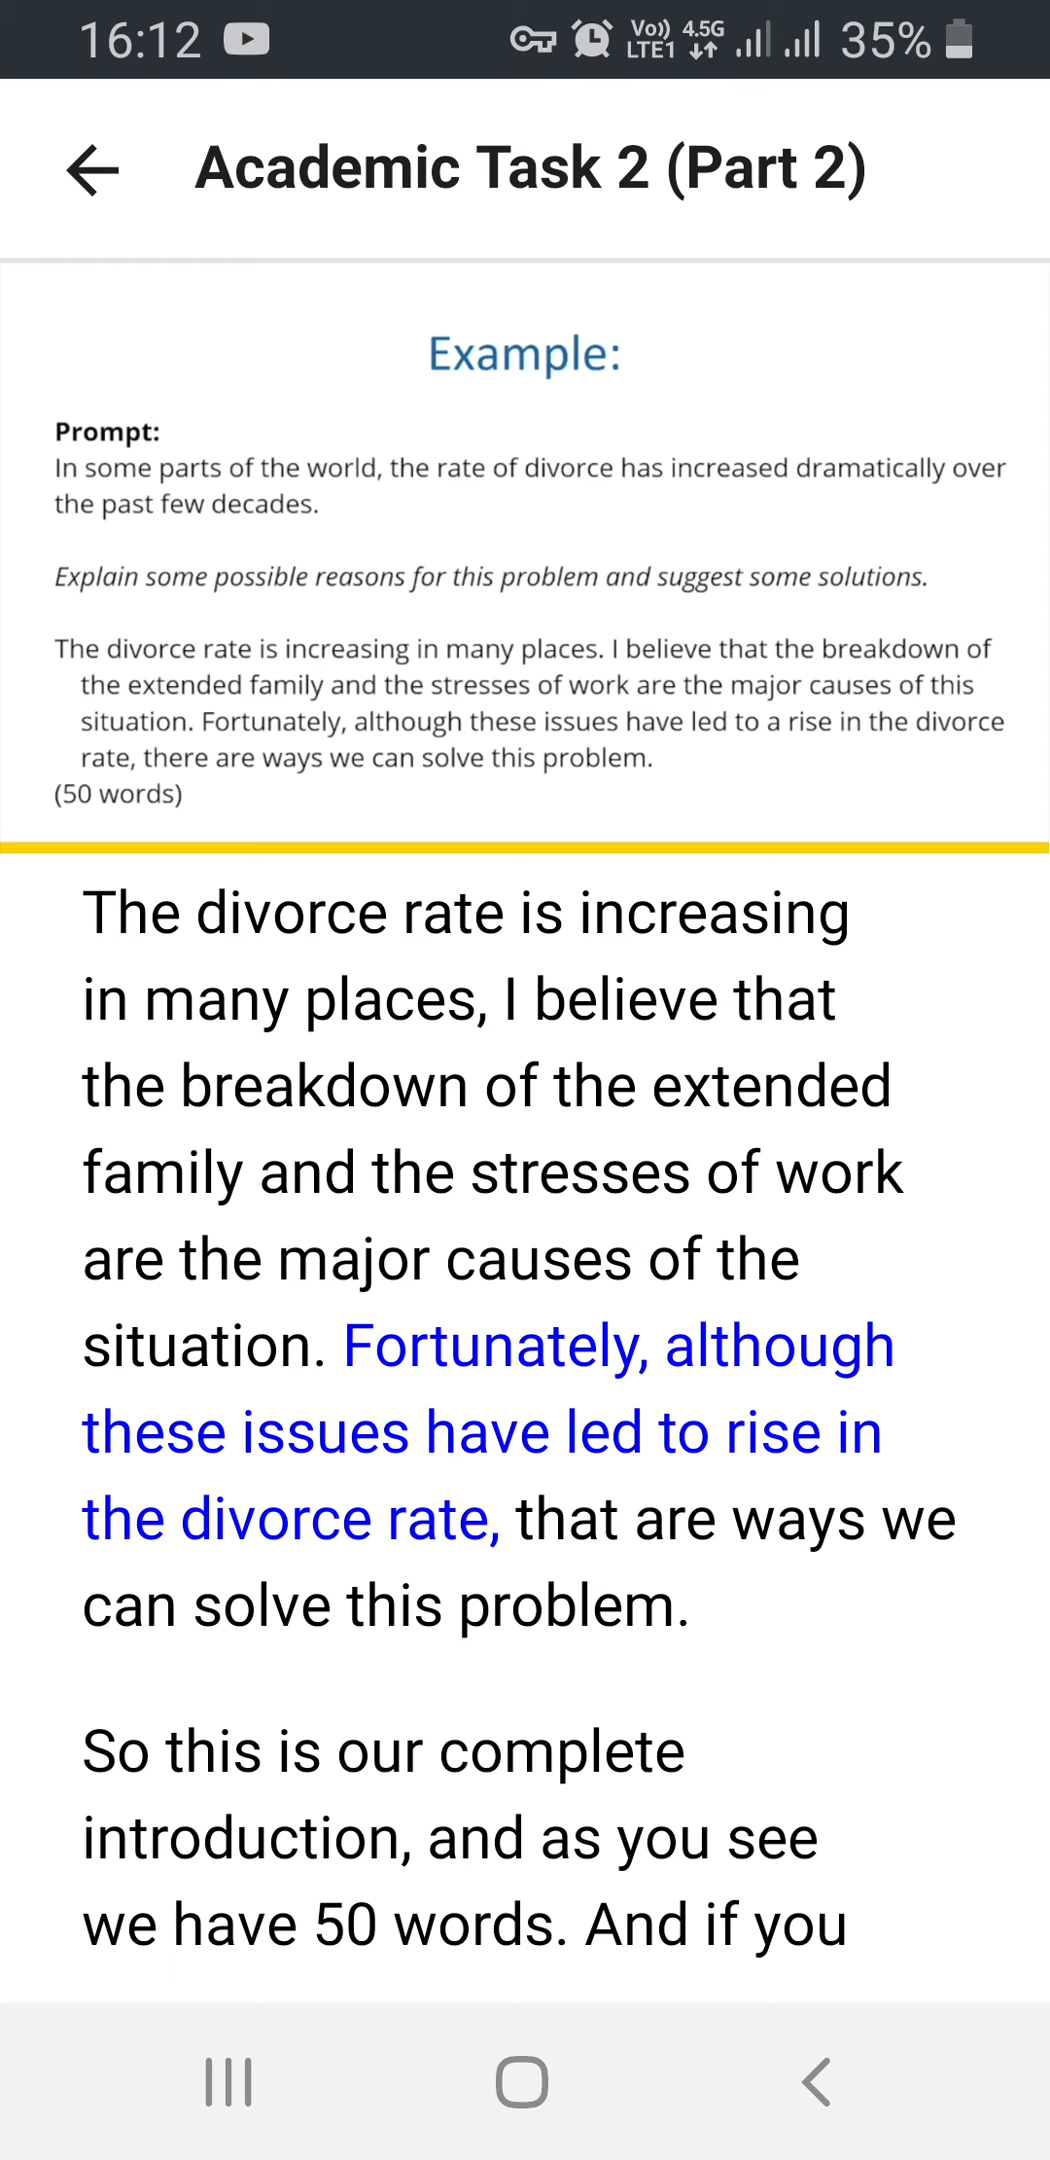 16:12 Vo)) LTE1 4.5G 35%
Academic Task 2 (Part 2)
Example:
Prompt:
In some parts of the world, the rate of divorce has increased dramatically over
the past few decades.
Explain some possible reasons for this problem and suggest some solutions.
The divorce rate is increasing in many places. I believe that the breakdown of
the extended family and the stresses of work are the major causes of this
situation. Fortunately, although these issues have led to a rise in the divorce
rate, there are ways we can solve this problem.
(50 words)
The divorce rate is increasing
in many places, I believe that
the breakdown of the extended
family and the stresses of work
are the major causes of the
situation. Fortunately, although
these issues have led to rise in
the divorce rate, that are ways we
can solve this problem.
So this is our complete
introduction, and as you see
we have 50 words. And if you